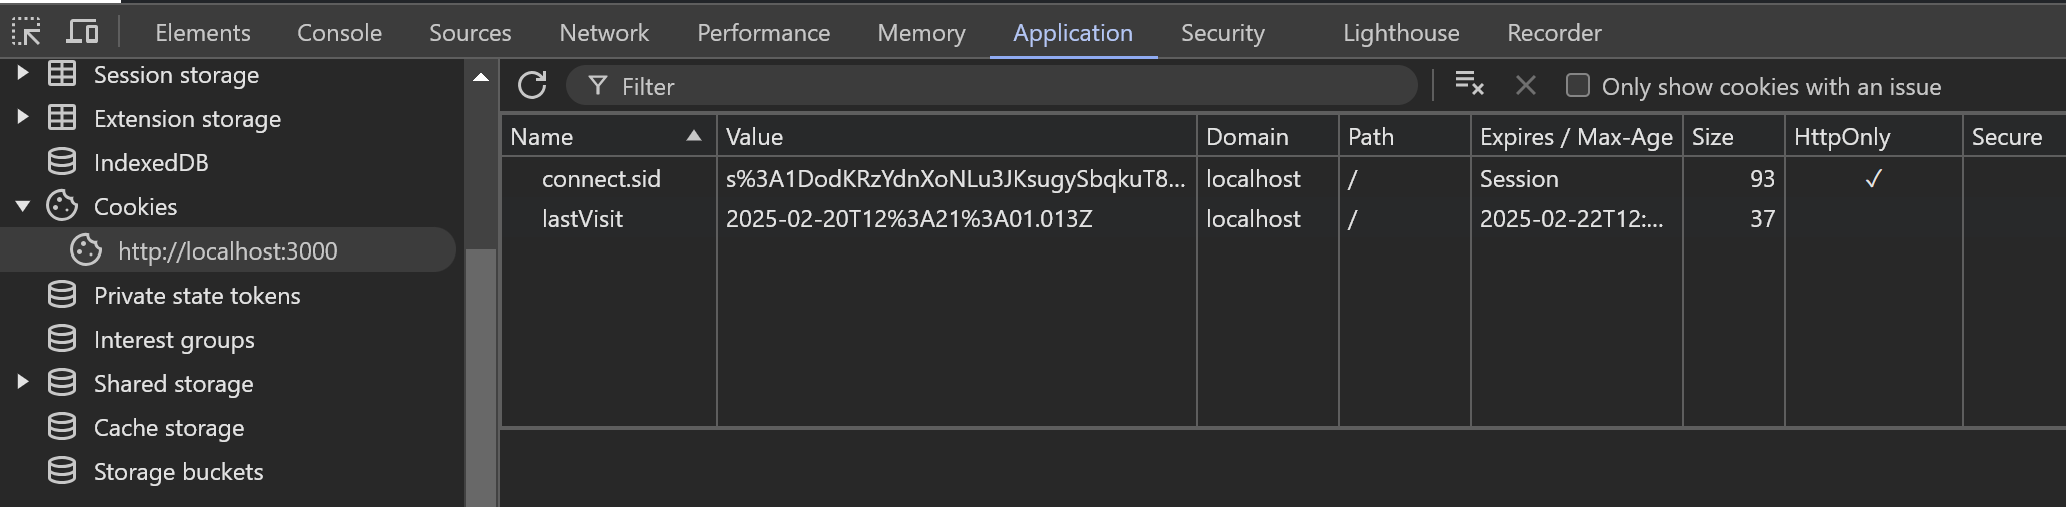 Elements Console Sources Network Performance Memory Application Security Lighthouse Recorder
Session storage
Extension storage
IndexedDB
Cookies
http://localhost:3000
Private state tokens
Interest groups
Shared storage
Cache storage
Storage buckets
Filter Only show cookies with an issue
Name Value Domain Path Expires / Max-Age Size HttpOnly Secure
connect.sid s%3A1DodKRzYdnXoNLu3JKsugySbqkuT8... localhost / Session 93 ✓
lastVisit 2025-02-20T12%3A21%3A01.013Z localhost / 2025-02-22T12:... 37